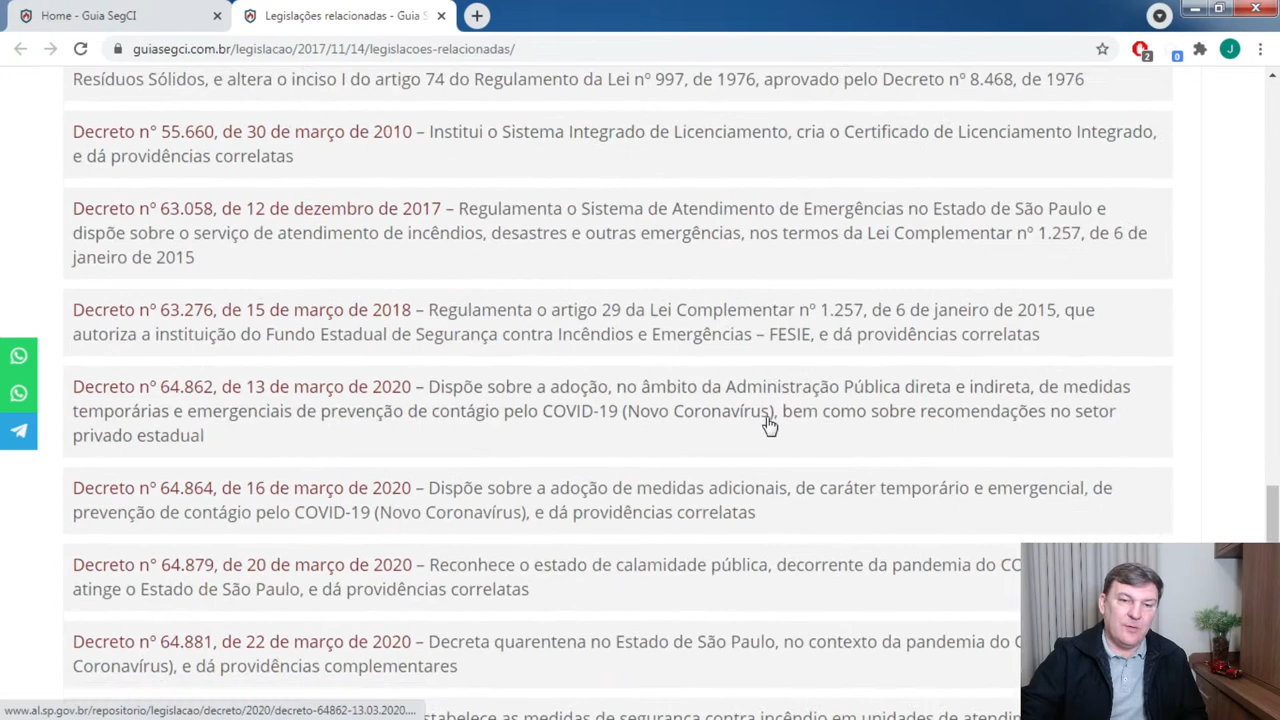 Home - Guia SegCI
Legislações relacionadas - Guia S
guiasegci.com.br/legislacao/2017/11/14/legislacoes-relacionadas/
2
0
J
Resíduos Sólidos, e altera o inciso I do artigo 74 do Regulamento da Lei nº 997, de 1976, aprovado pelo Decreto nº 8.468, de 1976
Decreto n° 55.660, de 30 de março de 2010 – Institui o Sistema Integrado de Licenciamento, cria o Certificado de Licenciamento Integrado,
e dá providências correlatas
Decreto nº 63.058, de 12 de dezembro de 2017 – Regulamenta o Sistema de Atendimento de Emergências no Estado de São Paulo e
dispõe sobre o serviço de atendimento de incêndios, desastres e outras emergências, nos termos da Lei Complementar nº 1.257, de 6 de
janeiro de 2015
Decreto nº 63.276, de 15 de março de 2018 – Regulamenta o artigo 29 da Lei Complementar nº 1.257, de 6 de janeiro de 2015, que
autoriza a instituição do Fundo Estadual de Segurança contra Incêndios e Emergências – FESIE, e dá providências correlatas
Decreto nº 64.862, de 13 de março de 2020 – Dispõe sobre a adoção, no âmbito da Administração Pública direta e indireta, de medidas
temporárias e emergenciais de prevenção de contágio pelo COVID-19 (Novo Coronavírus), bem como sobre recomendações no setor
privado estadual
Decreto nº 64.864, de 16 de março de 2020 – Dispõe sobre a adoção de medidas adicionais, de caráter temporário e emergencial, de
prevenção de contágio pelo COVID-19 (Novo Coronavírus), e dá providências correlatas
Decreto nº 64.879, de 20 de março de 2020 – Reconhece o estado de calamidade pública, decorrente da pandemia do CO
atinge o Estado de São Paulo, e dá providências correlatas
Decreto nº 64.881, de 22 de março de 2020 – Decreta quarentena no Estado de São Paulo, no contexto da pandemia do
Coronavírus), e dá providências complementares
www.al.sp.gov.br/repositorio/legislacao/decreto/2020/decreto-64862-13.03.2020....
stabelece as medidas de segurança contra incêndio em unidades de atendim